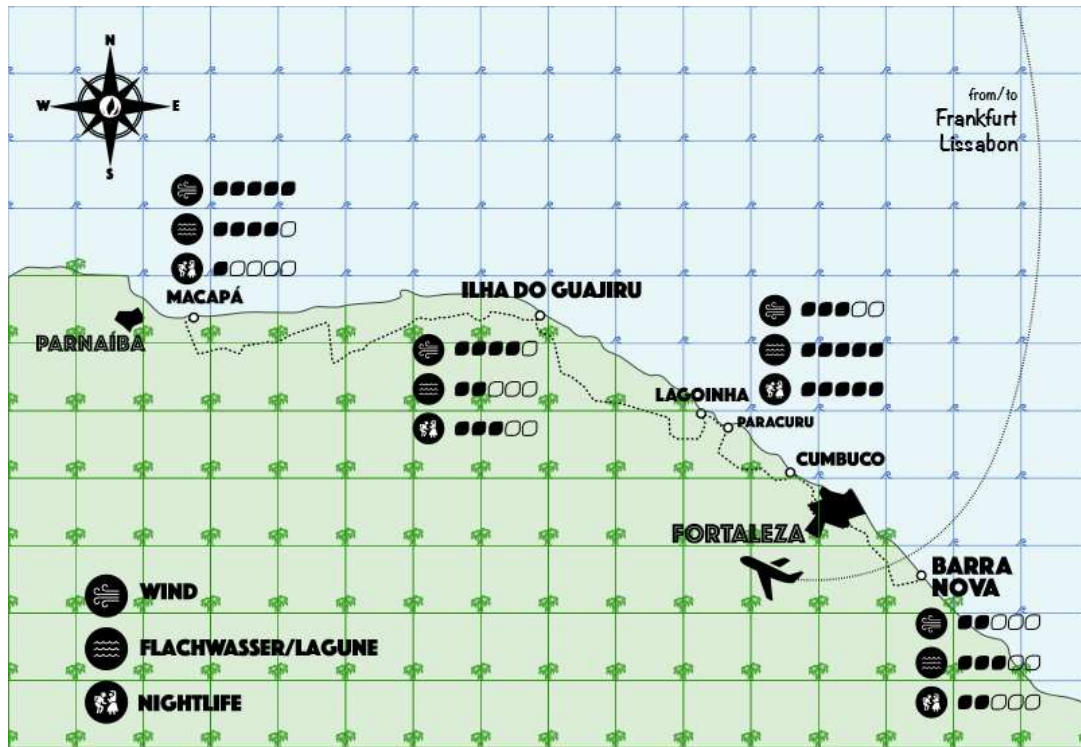 N
W
E
S
from/to
Frankfurt
Lissabon
MACAPÁ
ILHA DO GUAJIRU
PARNAÍBA
LAGOINHA
PARACURU
CUMBUCO
FORTALEZA
BARRA
NOVA
WIND
FLACHWASSER/LAGUNE
NIGHTLIFE